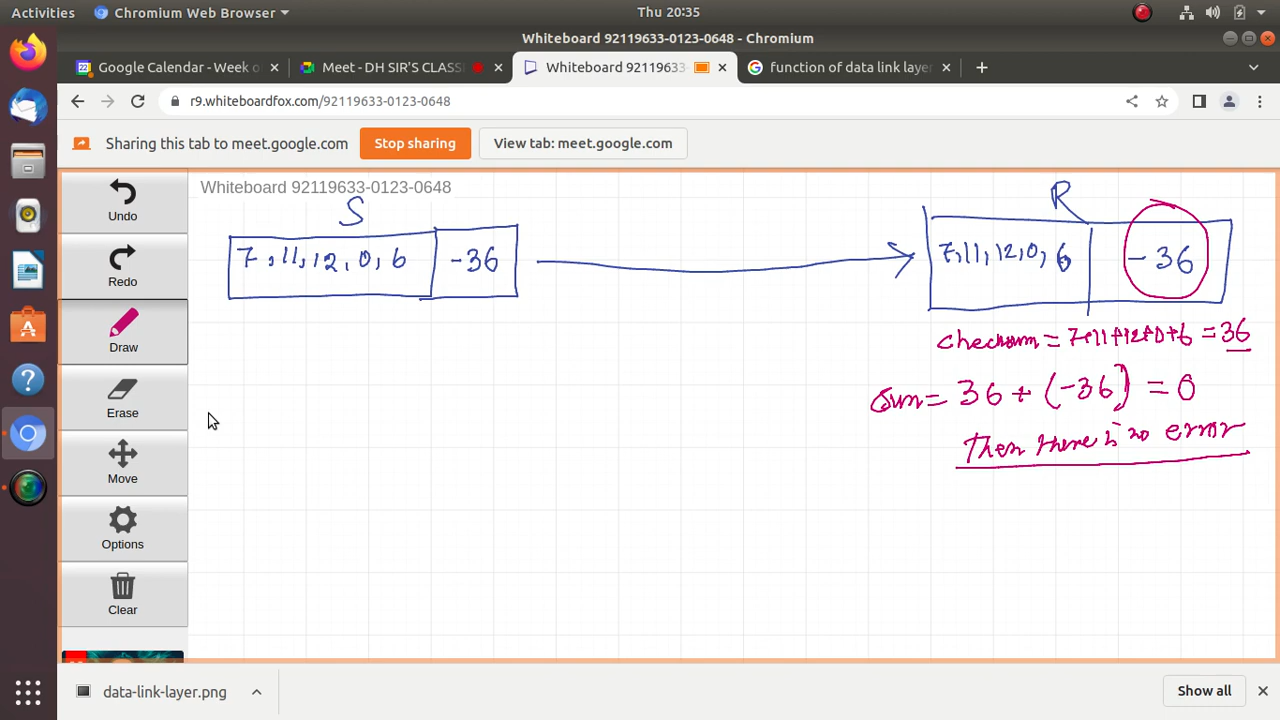 Activities Chromium Web Browser Thu 20:35
Whiteboard 92119633-0123-0648 - Chromium
Google Calendar - Week o Meet - DH SIR'S CLASS Whiteboard 92119633- function of data link layer
r9.whiteboardfox.com/92119633-0123-0648
Sharing this tab to meet.google.com Stop sharing View tab: meet.google.com
Whiteboard 92119633-0123-0648
S
R
7, 11, 12, 0, 6 -36
7, 11, 12, 0, 6 -36
checksum = 7+11+12+0+6 = 36
Sum = 36 + (-36) = 0
Then there is no error
Undo
Redo
Draw
Erase
Move
Options
Clear
data-link-layer.png
Show all